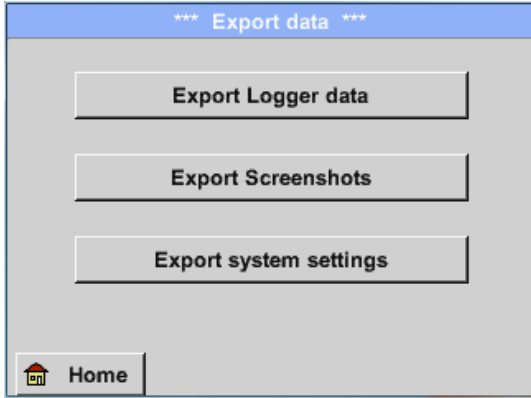 *** Export data ***
Export Logger data
Export Screenshots
Export system settings
Home